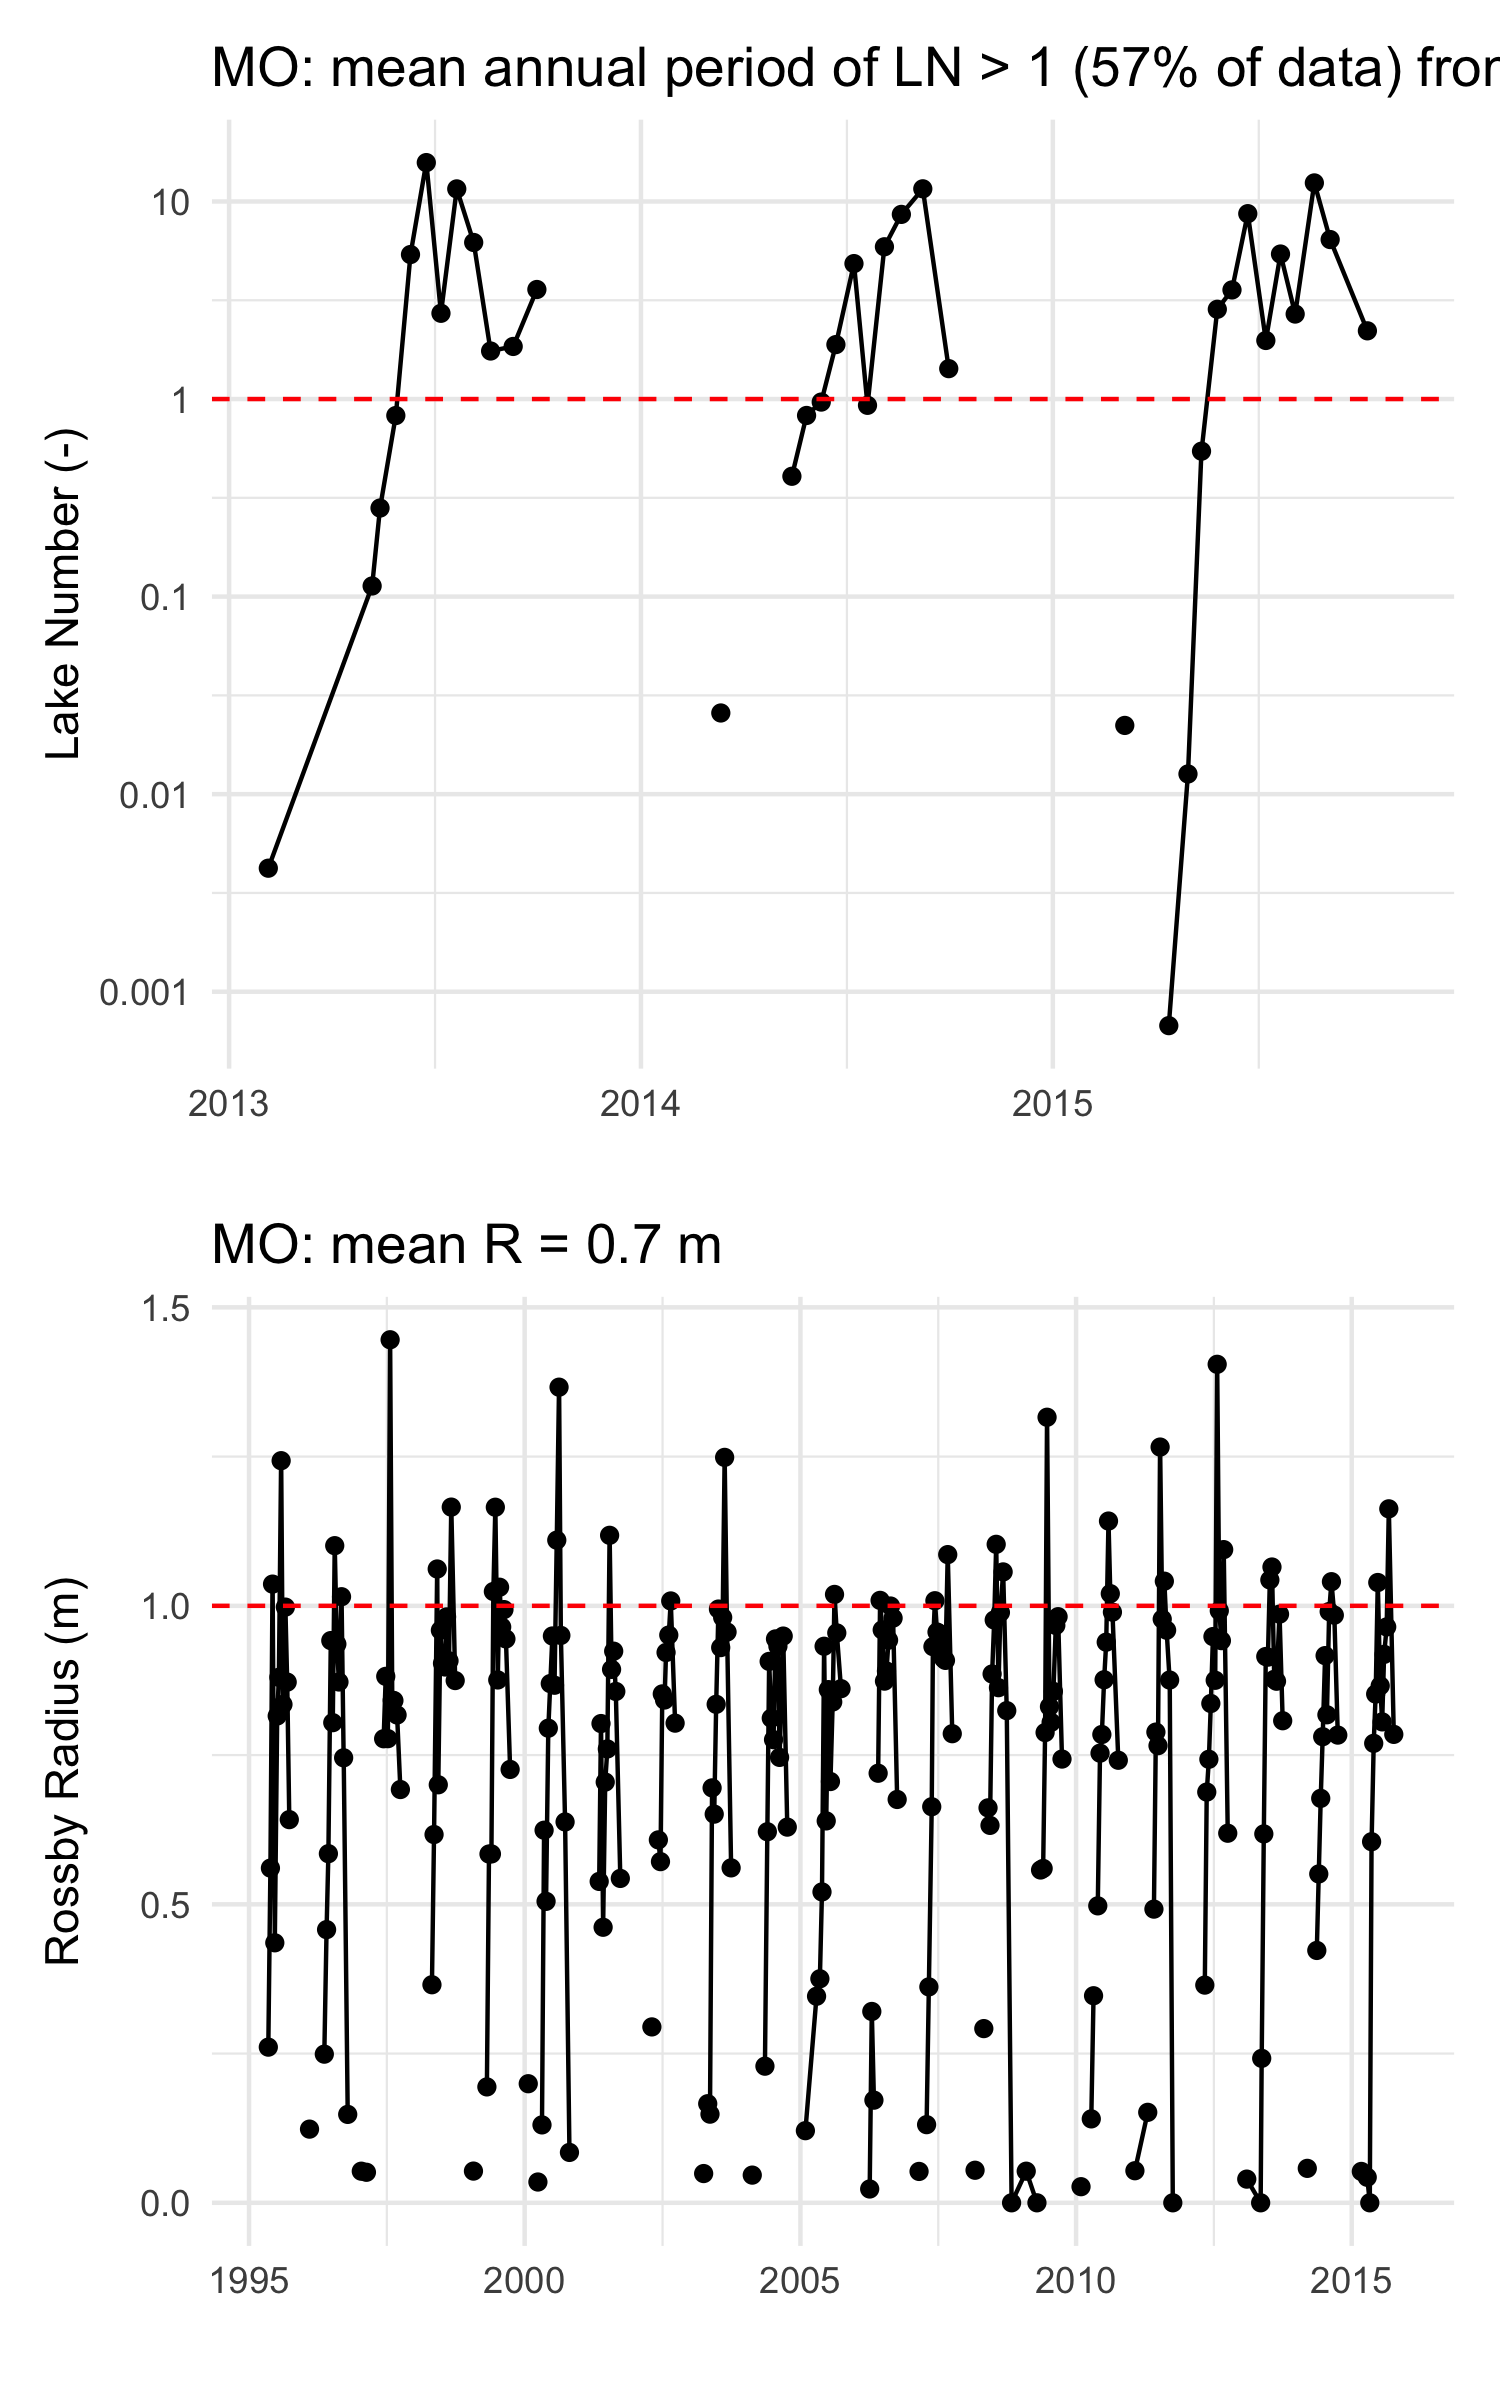 MO: mean annual period of LN > 1 (57% of data)
Lake Number (-)
10
1
0.1
0.01
0.001
2013 2014 2015
MO: mean R = 0.7 m
Rossby Radius (m)
1.5
1.0
0.5
0.0
1995 2000 2005 2010 2015